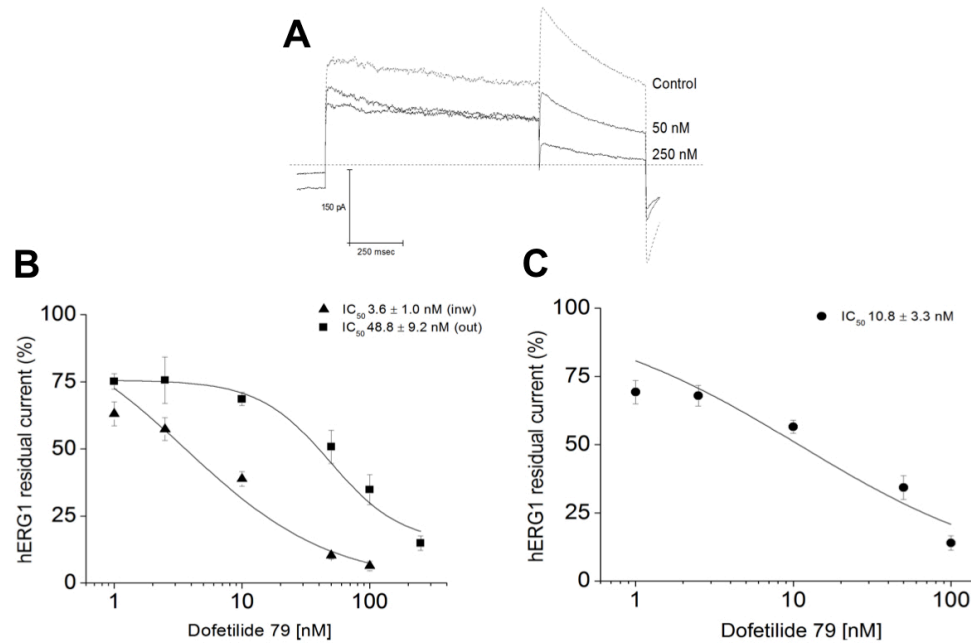 A
Control
50 nM
250 nM
150 pA
250 msec
B
IC50 3.6 ± 1.0 nM (inw)
IC50 48.8 ± 9.2 nM (out)
hERG1 residual current (%)
100
75
50
25
0
1
10
100
Dofetilide 79 [nM]
C
IC50 10.8 ± 3.3 nM
hERG1 residual current (%)
100
75
50
25
0
1
10
100
Dofetilide 79 [nM]